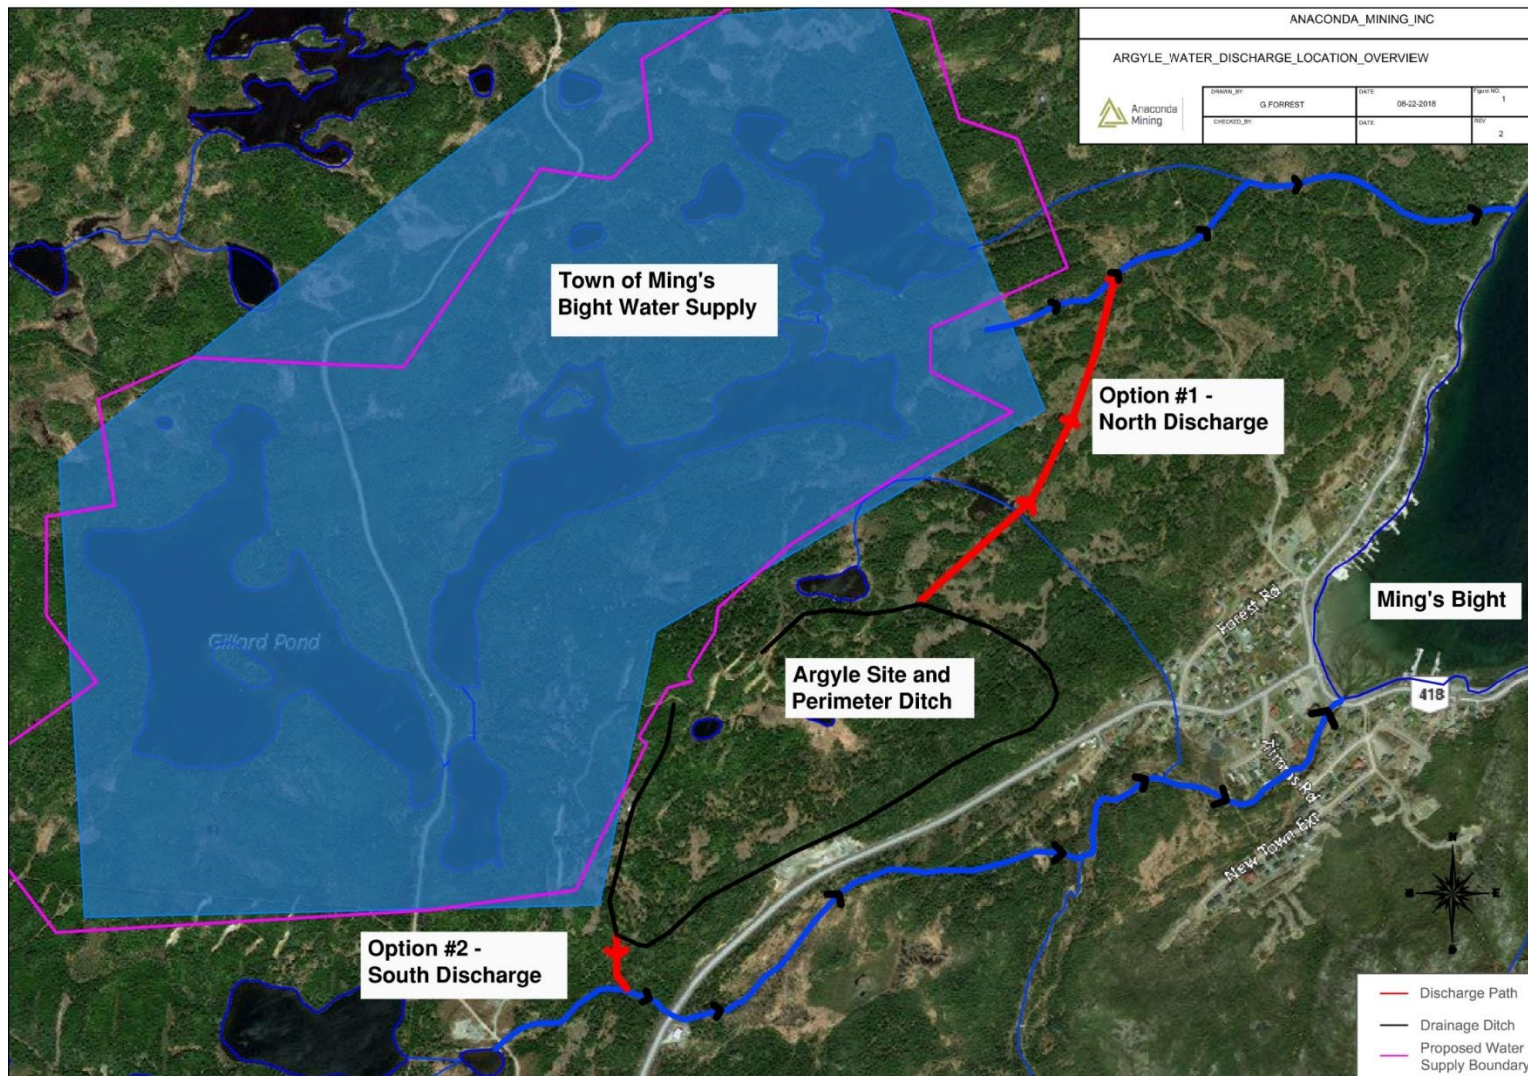 ANACONDA_MINING_INC
ARGYLE_WATER_DISCHARGE_LOCATION_OVERVIEW
Anaconda
Mining
DRAWN_BY:
G.FORREST
DATE:
08-22-2018
Figure NO.
1
CHECKED_BY:
DATE:
REV
2
Town of Ming's
Bight Water Supply
Option #1 -
North Discharge
Forest Rd
Ming's Bight
Gillard Pond
Argyle Site and
Perimeter Ditch
418
New Town Ext
Option #2 -
South Discharge
N
E
S
Discharge Path
Drainage Ditch
Proposed Water
Supply Boundary